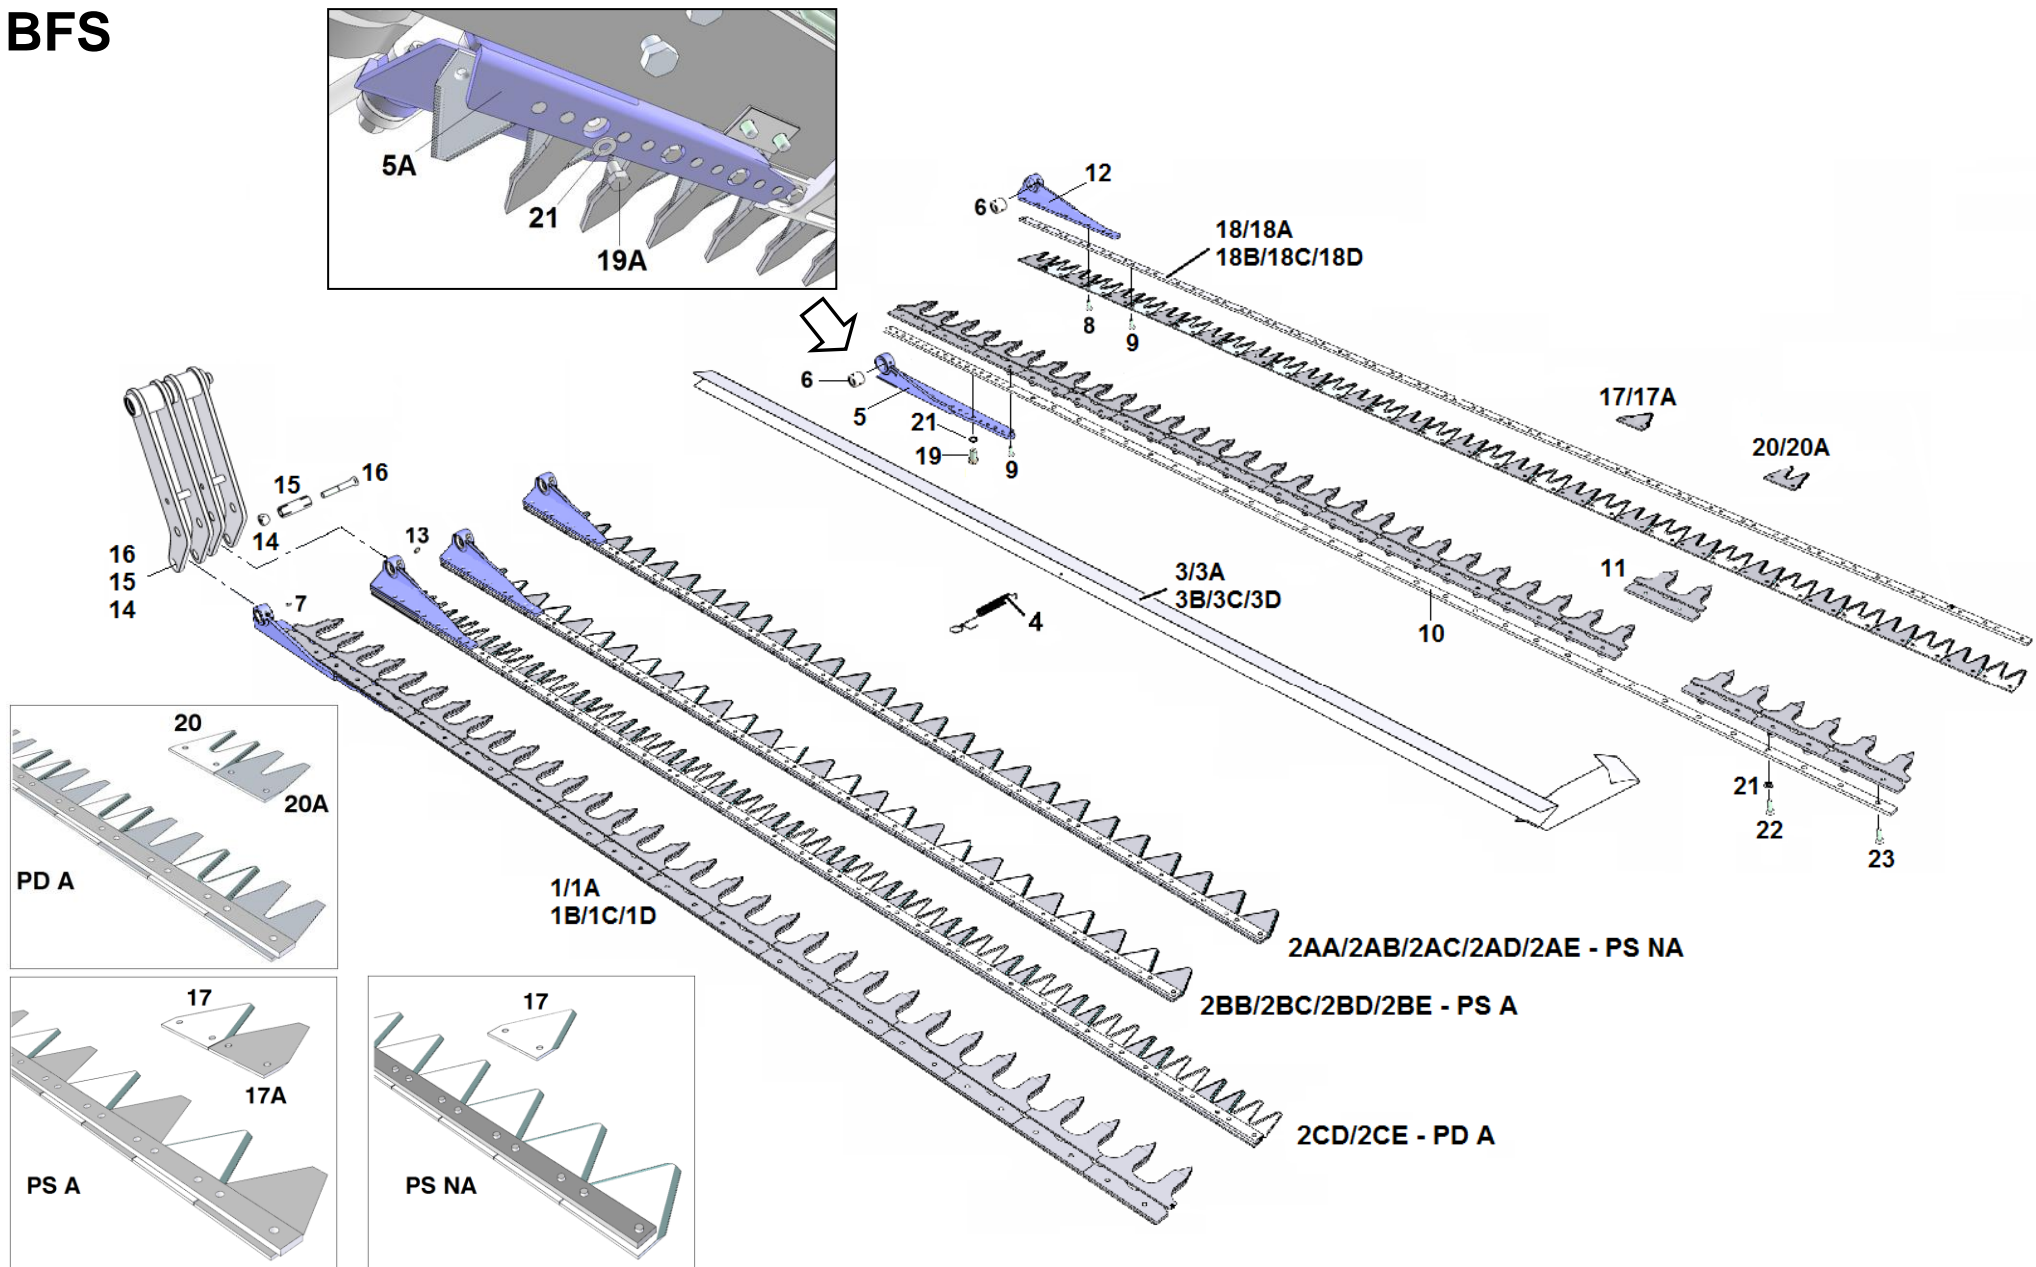 BFS
5A
21
19A
12
6
18/18A
18B/18C/18D
8
9
6
5
21
19
9
17/17A
20/20A
11
10
3/3A
3B/3C/3D
4
16
15
14
13
16
15
14
7
21
22
23
1/1A
1B/1C/1D
2AA/2AB/2AC/2AD/2AE - PS NA
2BB/2BC/2BD/2BE - PS A
2CD/2CE - PD A
20
20A
PD A
17
17A
PS A
17
PS NA